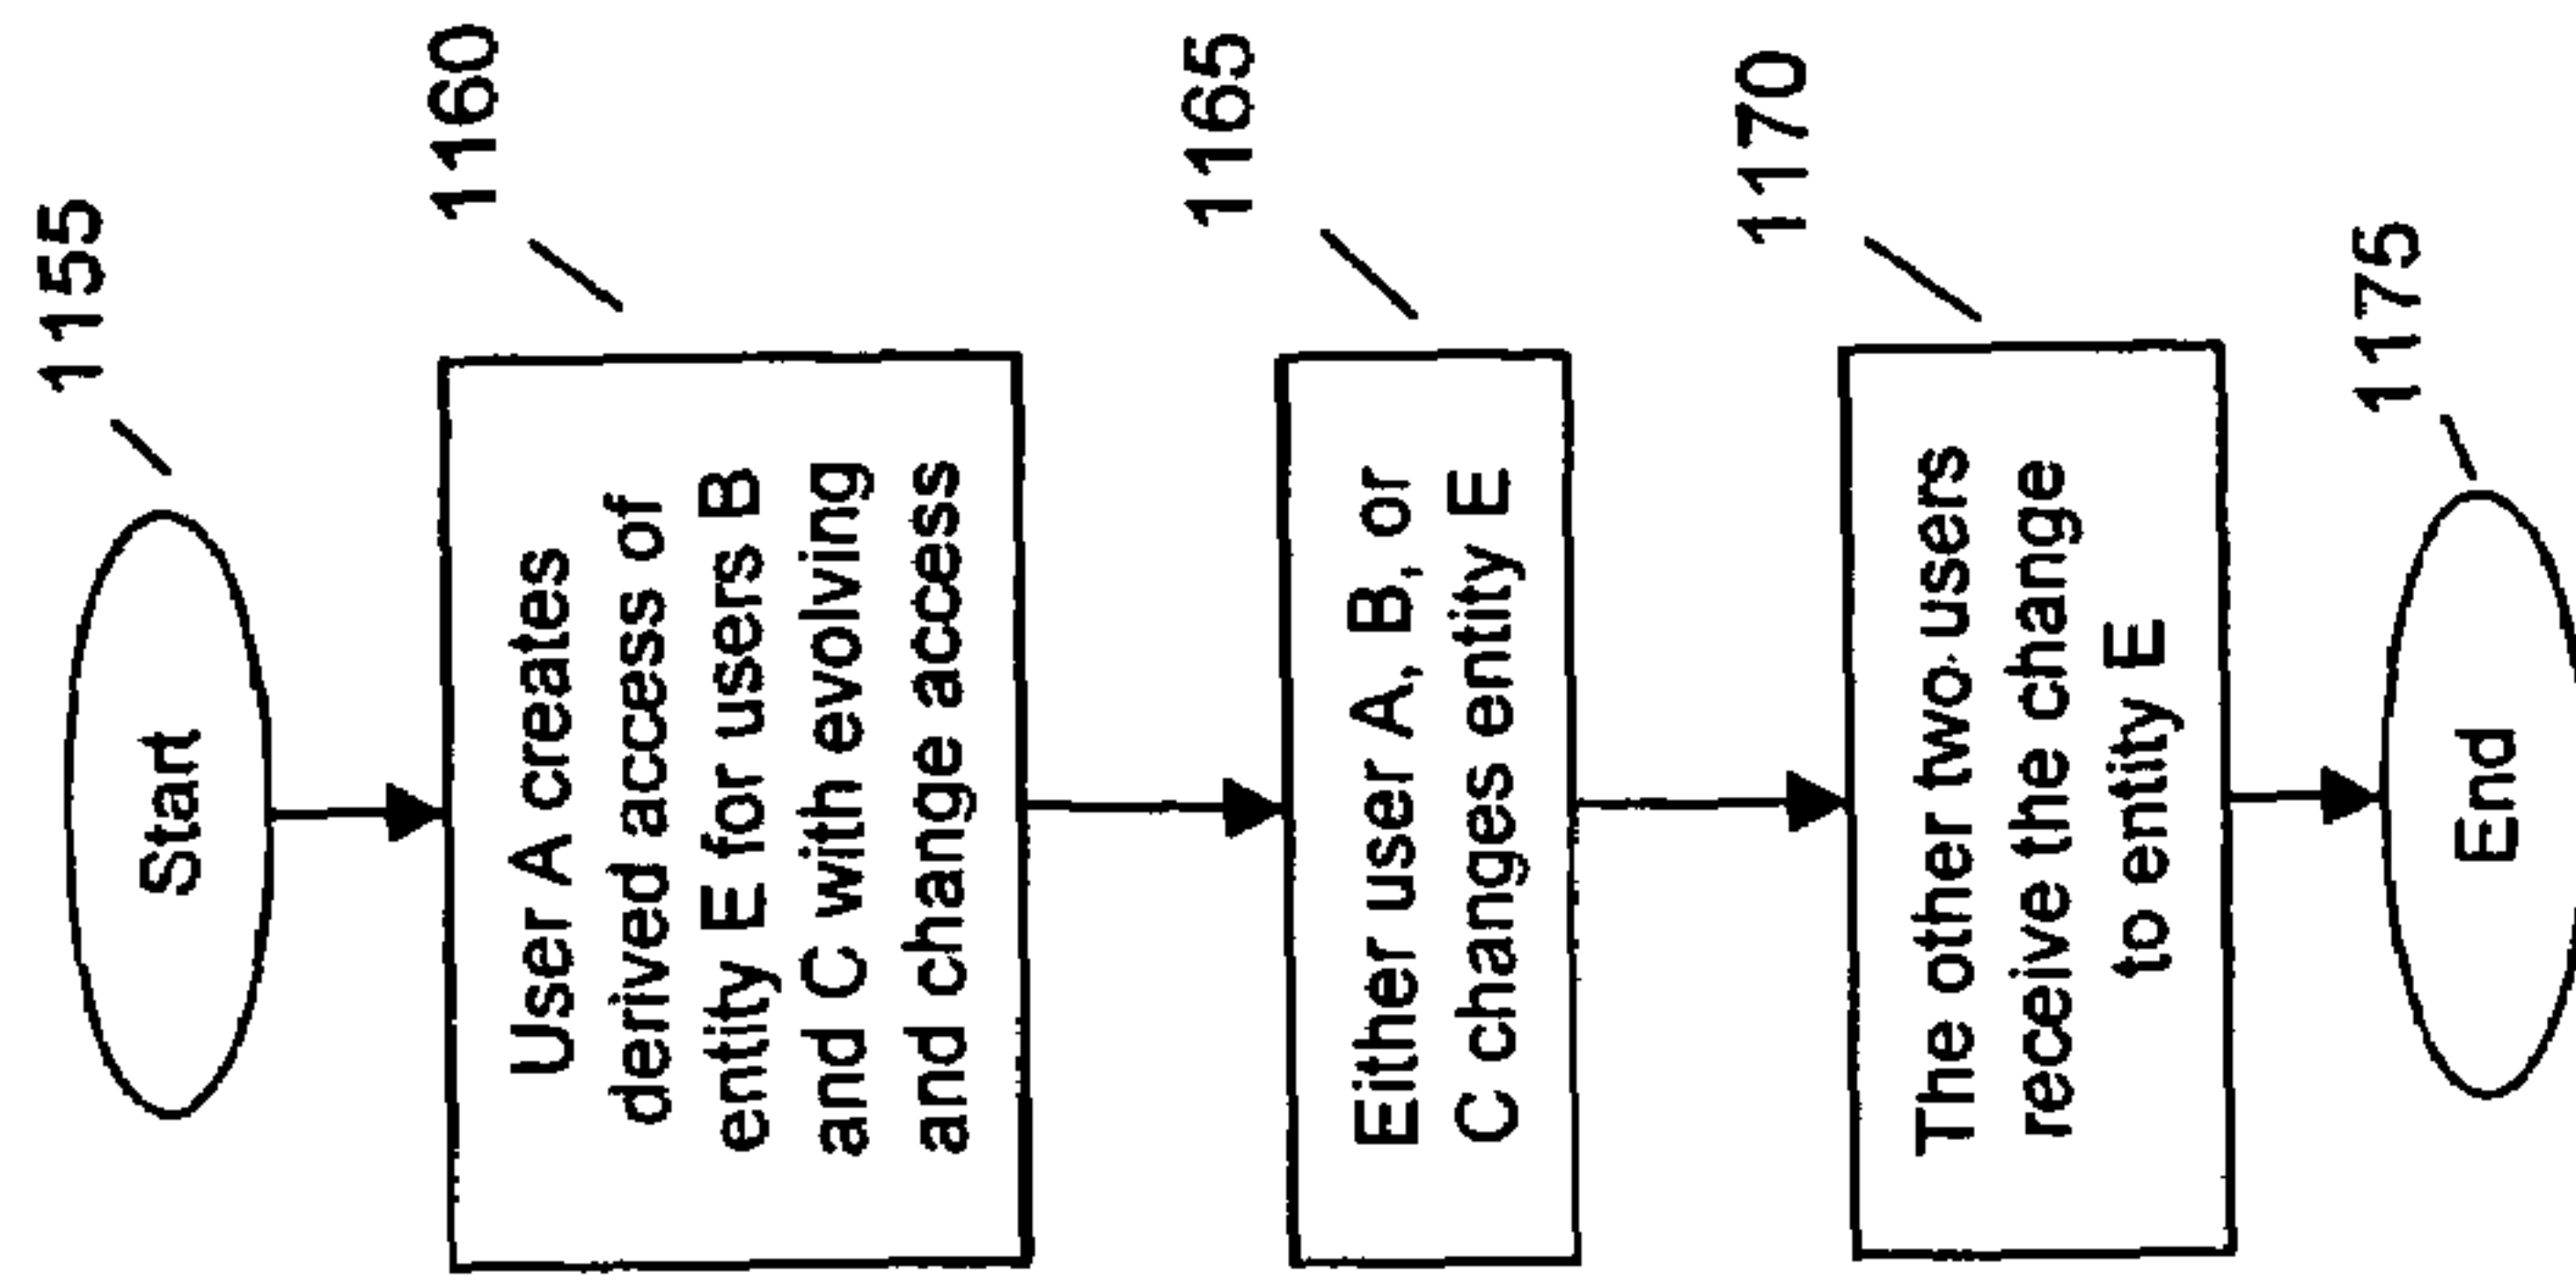 1155
Start
1160
User A creates
derived access of
entity E for users B
and C with evolving
and change access
1165
Either user A, B, or
C changes entity E
1170
The other two users
receive the change
to entity E
1175
End